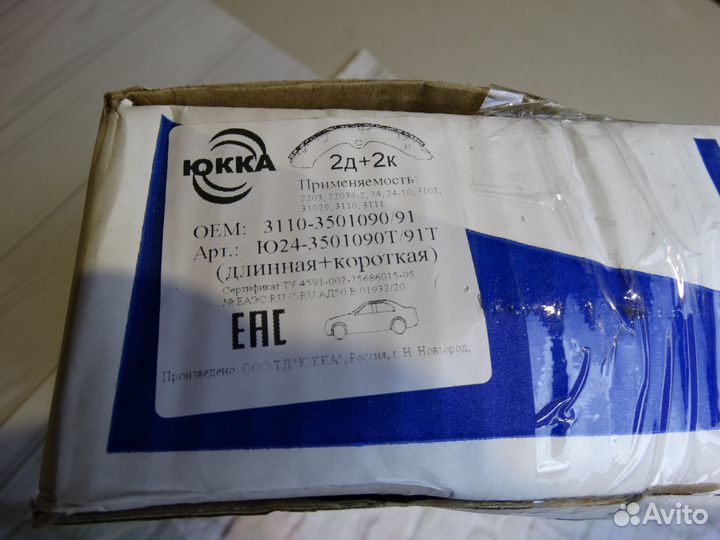 ЮККА
2д+2к
Применяемость:
2203, 22038-2, 24, 24-10, 3102,
31029, 3110, 3111
OEM: 3110-3501090/91
Арт.: Ю24-3501090Т/91Т
(длинная+короткая)
Сертификат ТУ 4591-002-75686015-05
№ ЕАЭС RU C-RU АД50 В 01932/20
ЕАС
Произведено: ООО ТД "ЮККА", Россия, г. Н. Новгород,
Avito